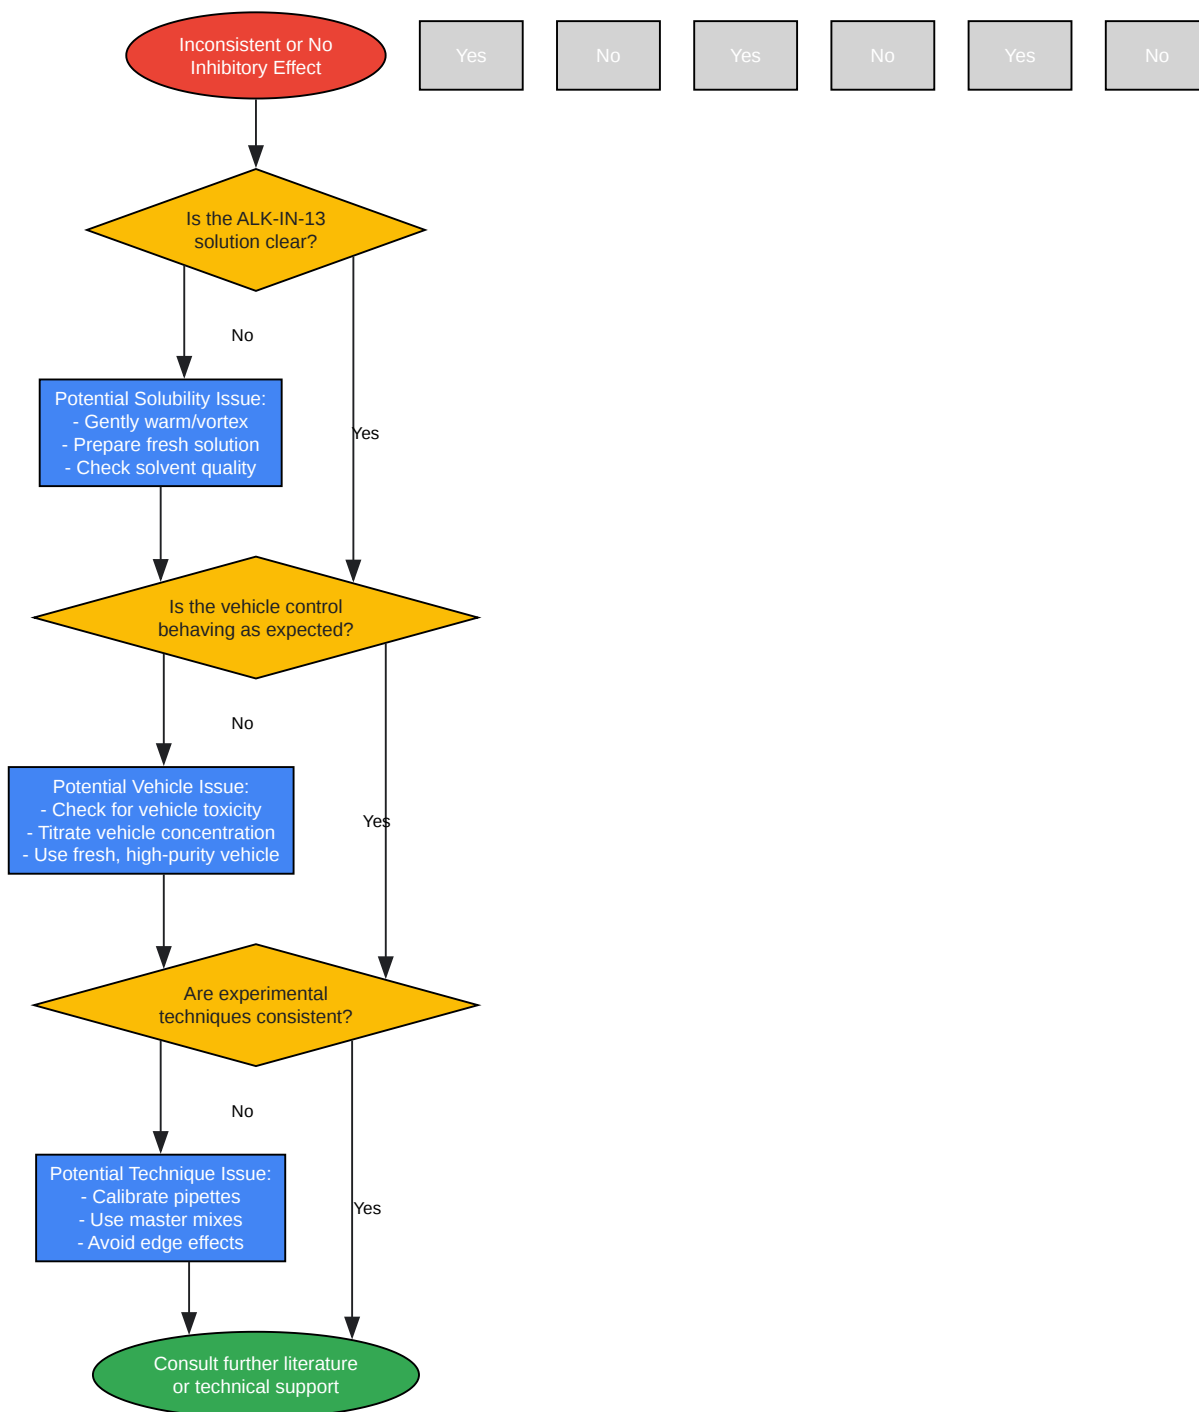 Inconsistent or No
Inhibitory Effect
Yes
No
Yes
No
Yes
No
Is the ALK-IN-13
solution clear?
No
Potential Solubility Issue:
- Gently warm/vortex
- Prepare fresh solution
- Check solvent quality
Yes
Is the vehicle control
behaving as expected?
No
Potential Vehicle Issue:
- Check for vehicle toxicity
- Titrate vehicle concentration
- Use fresh, high-purity vehicle
Yes
Are experimental
techniques consistent?
No
Potential Technique Issue:
- Calibrate pipettes
- Use master mixes
- Avoid edge effects
Yes
Consult further literature
or technical support